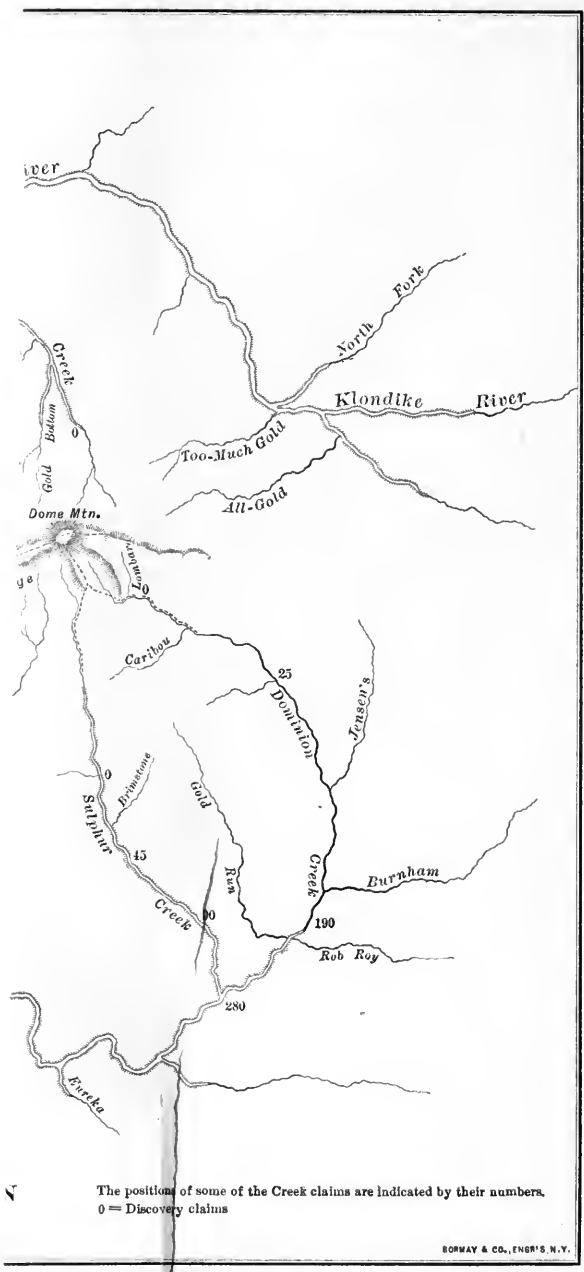 iver
North Fork
Klondike River
Creek
Bottom
0
Gold
Too-Much Gold
All-Gold
Dome Mtn.
ge
Lombard
0
Caribou
25
Dominion
Jensen's
0
Brimstone
Gold
Sulphur
45
Run
Creek
Burnham
Creek
00
190
Rob Roy
280
Eureka
The positions of some of the Creek claims are indicated by their numbers.
0 = Discovery claims
BORMAY & CO., ENGR'S, N.Y.